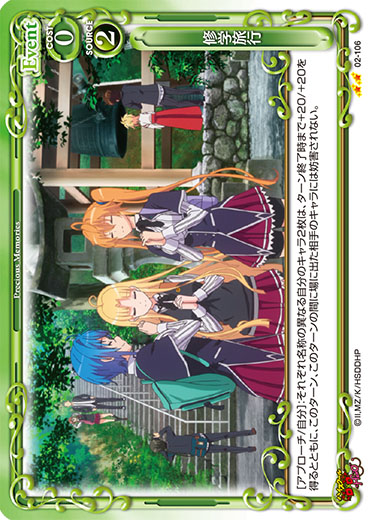 Event
COST
0
SOURCE
2
修学旅行
02-106
Precious Memories
[アプローチ/自分]:それぞれ名称の異なる自分のキャラ2枚は、ターン終了時まで+20/+20を
得るとともに、このターン、このターンの間に場に出た相手のキャラには妨害されない。
©II.MZ/K/HSDDHP